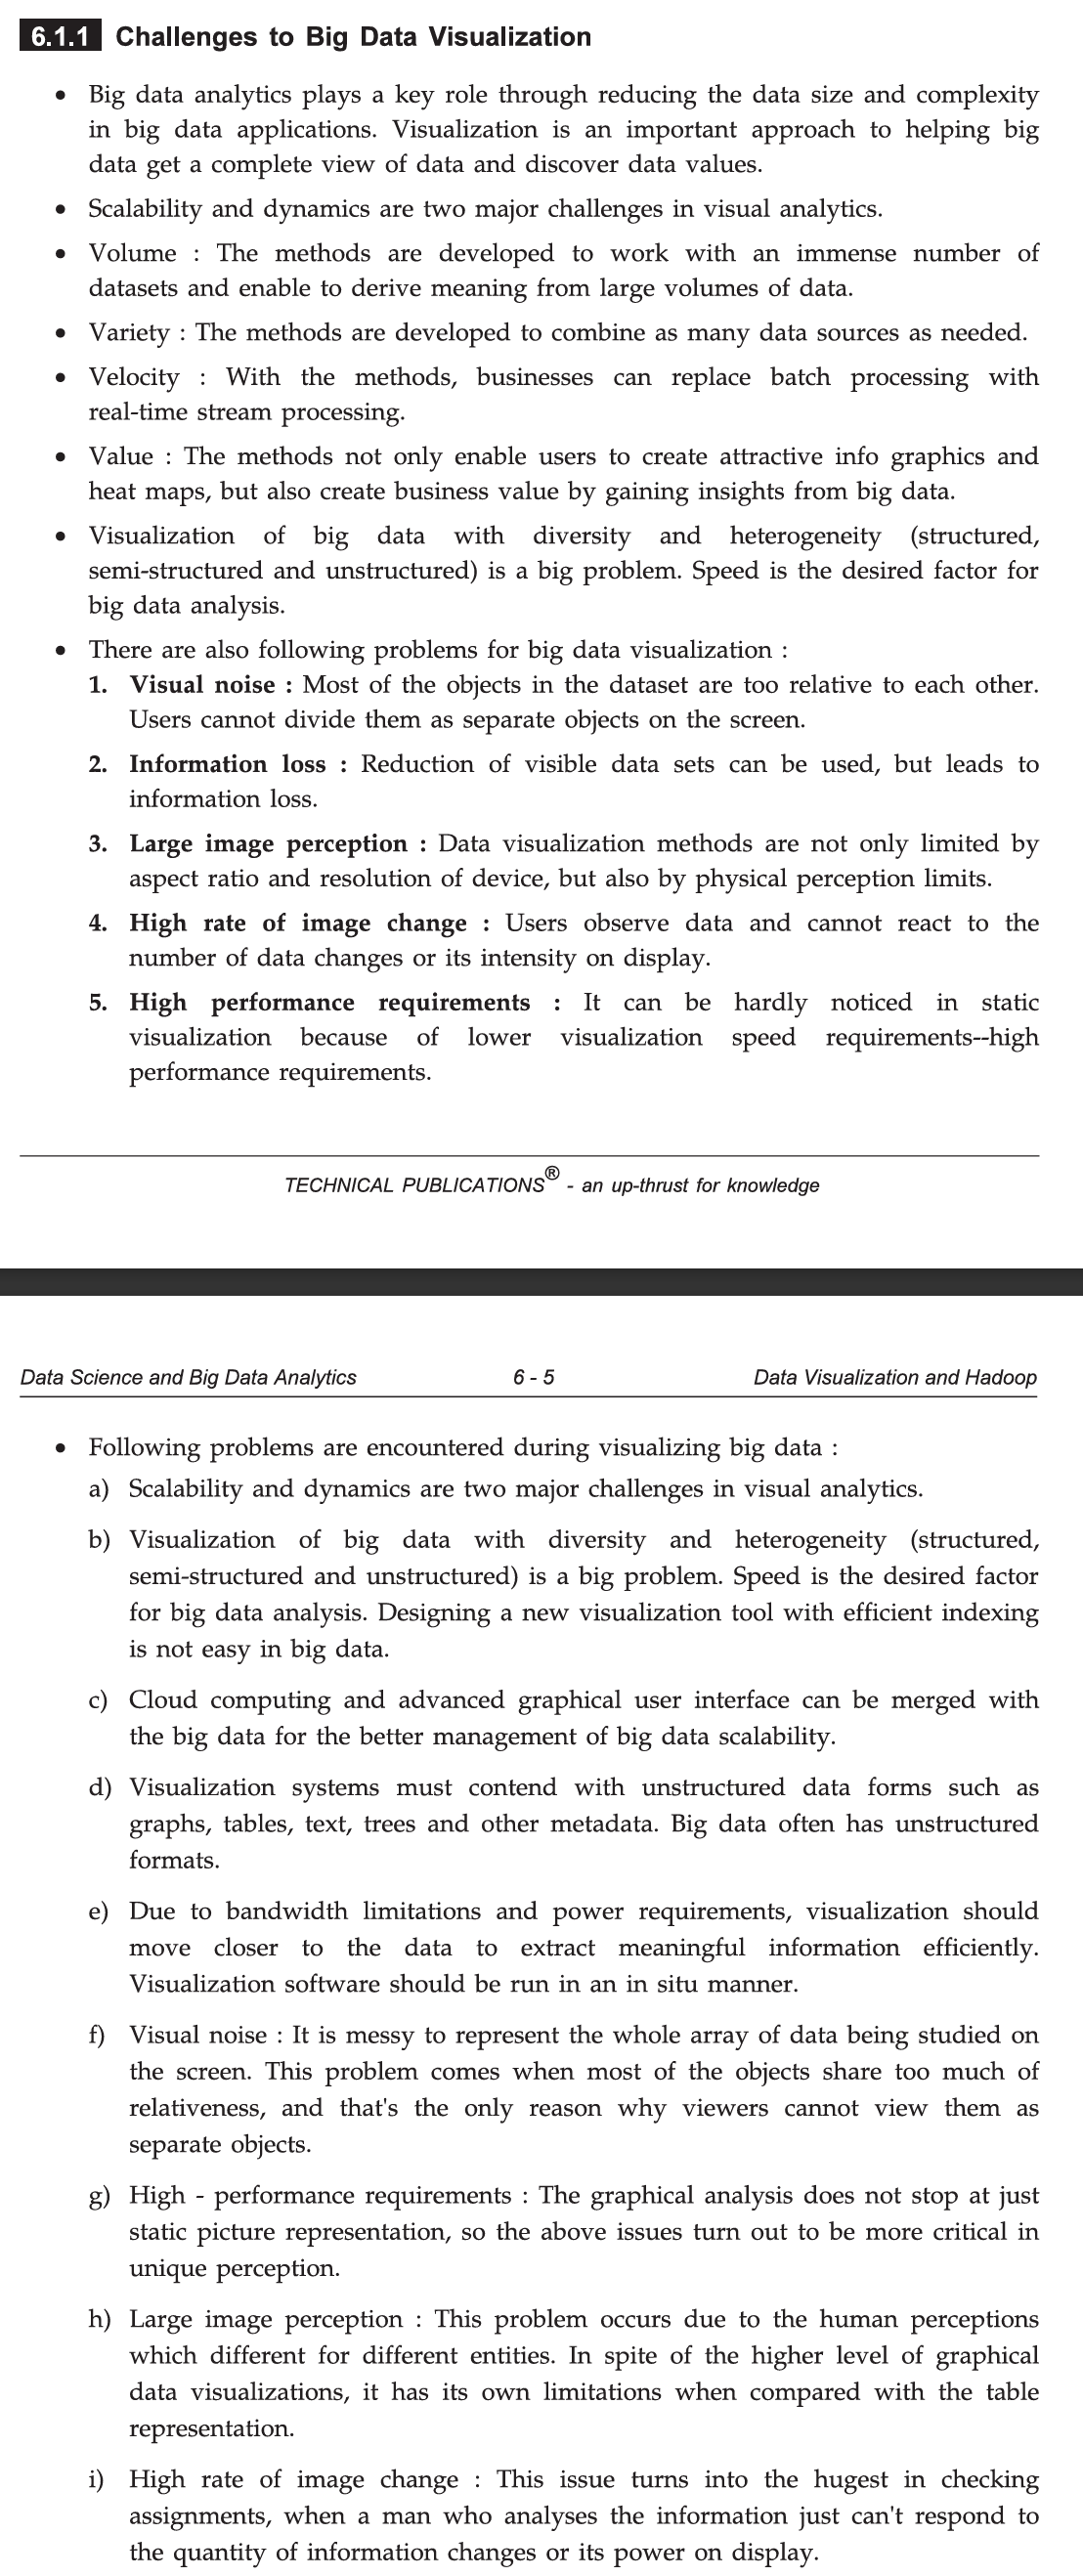 6.1.1 Challenges to Big Data Visualization
• Big data analytics plays a key role through reducing the data size and complexity
in big data applications. Visualization is an important approach to helping big
data get a complete view of data and discover data values.
• Scalability and dynamics are two major challenges in visual analytics.
• Volume : The methods are developed to work with an immense number of
datasets and enable to derive meaning from large volumes of data.
• Variety : The methods are developed to combine as many data sources as needed.
• Velocity : With the methods, businesses can replace batch processing with
real-time stream processing.
• Value : The methods not only enable users to create attractive info graphics and
heat maps, but also create business value by gaining insights from big data.
• Visualization of big data with diversity and heterogeneity (structured,
semi-structured and unstructured) is a big problem. Speed is the desired factor for
big data analysis.
• There are also following problems for big data visualization :
1. Visual noise : Most of the objects in the dataset are too relative to each other.
Users cannot divide them as separate objects on the screen.
2. Information loss : Reduction of visible data sets can be used, but leads to
information loss.
3. Large image perception : Data visualization methods are not only limited by
aspect ratio and resolution of device, but also by physical perception limits.
4. High rate of image change : Users observe data and cannot react to the
number of data changes or its intensity on display.
5. High performance requirements : It can be hardly noticed in static
visualization because of lower visualization speed requirements--high
performance requirements.
TECHNICAL PUBLICATIONS® - an up-thrust for knowledge
Data Science and Big Data Analytics 6 - 5 Data Visualization and Hadoop
• Following problems are encountered during visualizing big data :
a) Scalability and dynamics are two major challenges in visual analytics.
b) Visualization of big data with diversity and heterogeneity (structured,
semi-structured and unstructured) is a big problem. Speed is the desired factor
for big data analysis. Designing a new visualization tool with efficient indexing
is not easy in big data.
c) Cloud computing and advanced graphical user interface can be merged with
the big data for the better management of big data scalability.
d) Visualization systems must contend with unstructured data forms such as
graphs, tables, text, trees and other metadata. Big data often has unstructured
formats.
e) Due to bandwidth limitations and power requirements, visualization should
move closer to the data to extract meaningful information efficiently.
Visualization software should be run in an in situ manner.
f) Visual noise : It is messy to represent the whole array of data being studied on
the screen. This problem comes when most of the objects share too much of
relativeness, and that's the only reason why viewers cannot view them as
separate objects.
g) High - performance requirements : The graphical analysis does not stop at just
static picture representation, so the above issues turn out to be more critical in
unique perception.
h) Large image perception : This problem occurs due to the human perceptions
which different for different entities. In spite of the higher level of graphical
data visualizations, it has its own limitations when compared with the table
representation.
i) High rate of image change : This issue turns into the hugest in checking
assignments, when a man who analyses the information just can't respond to
the quantity of information changes or its power on display.